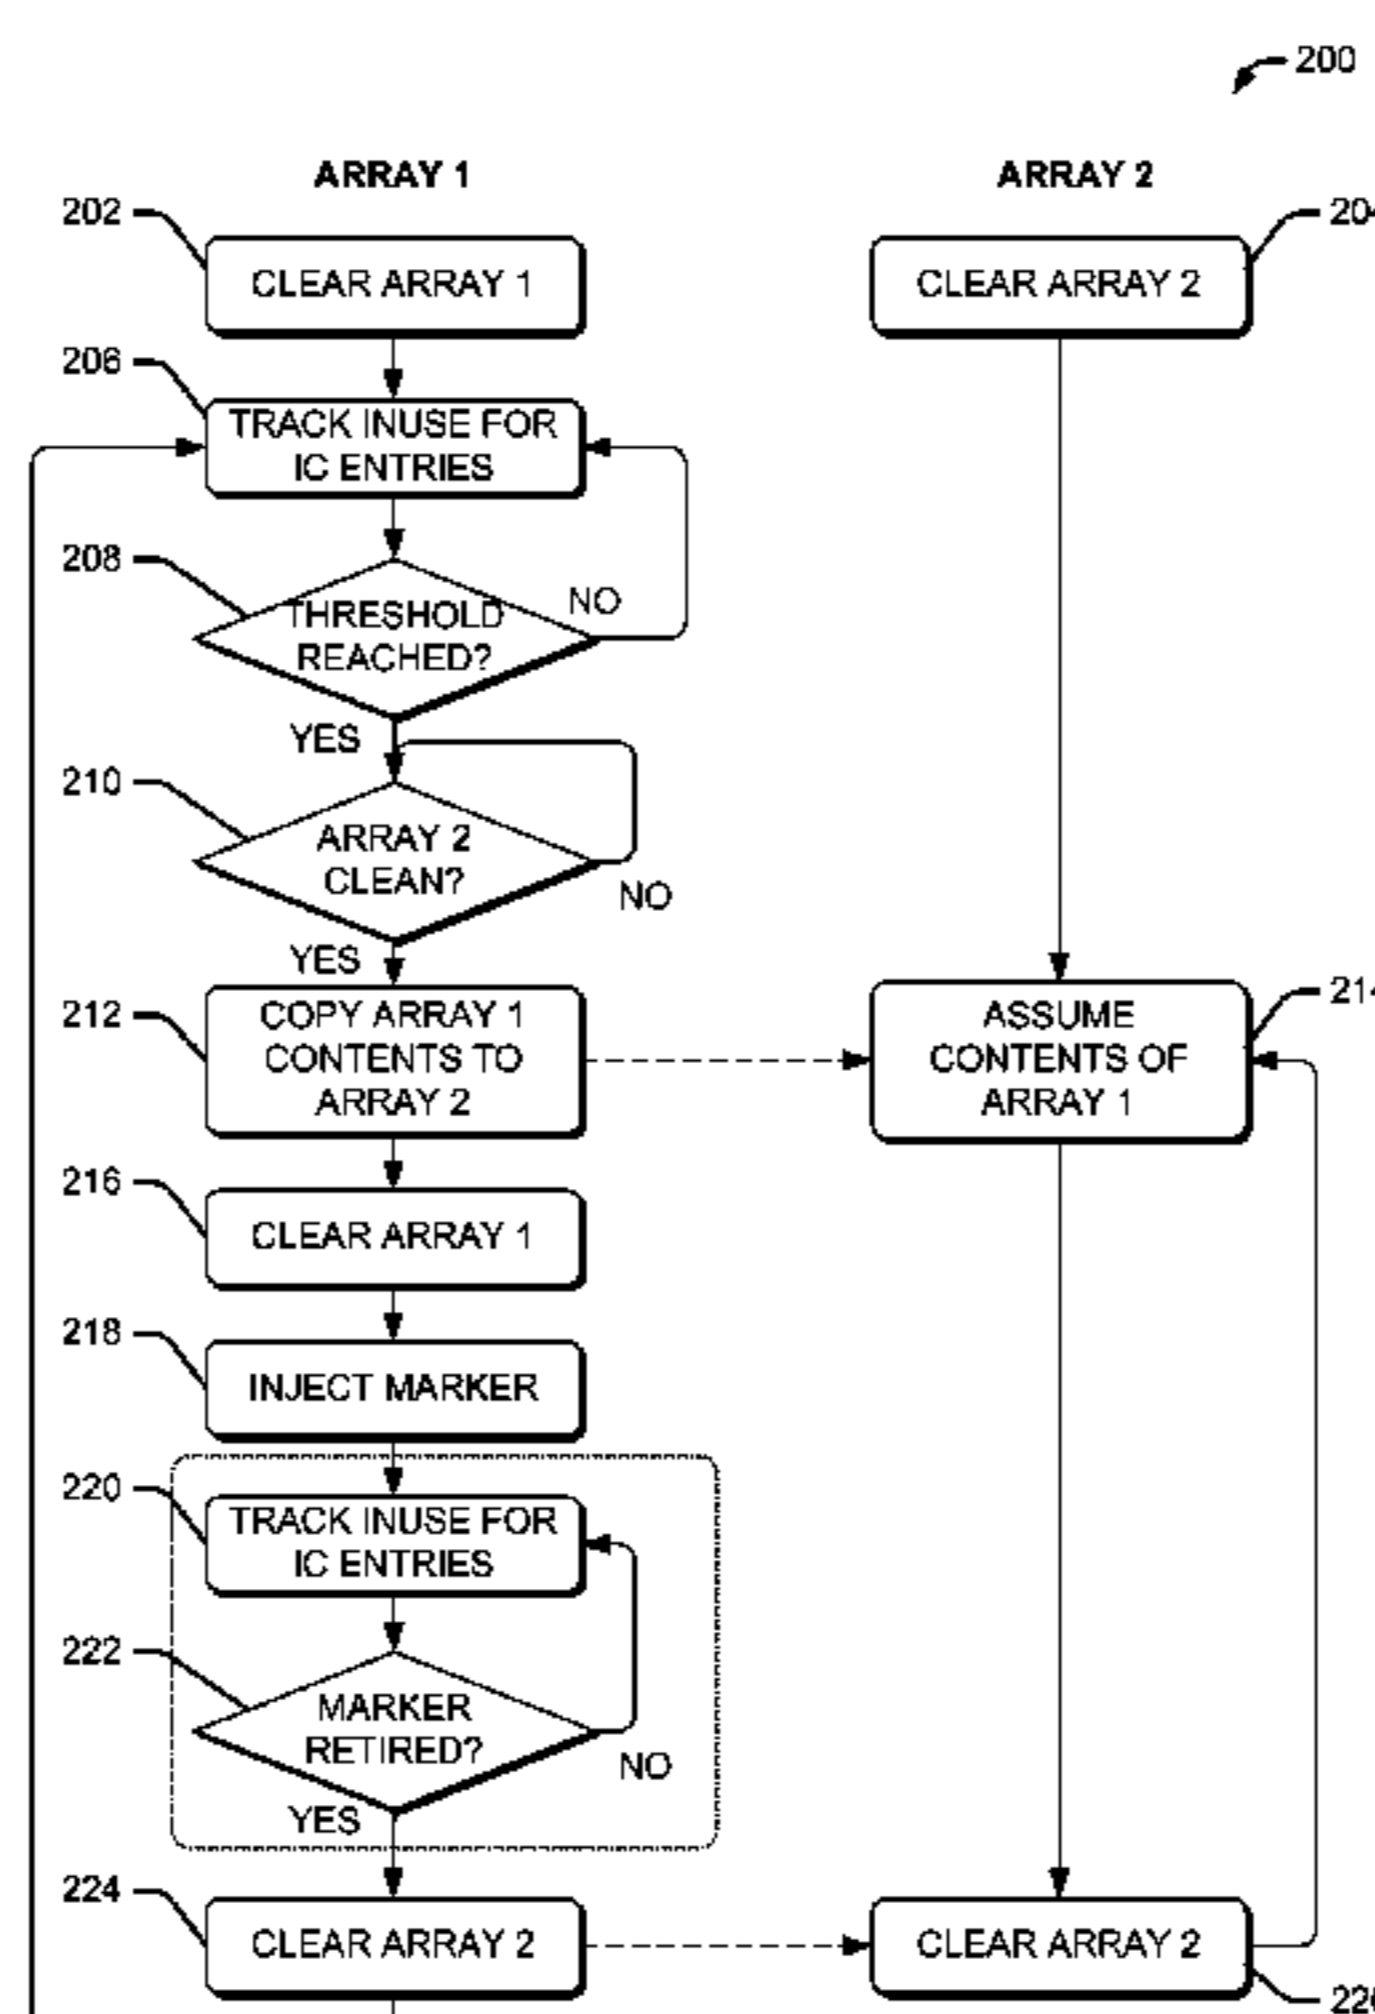 200
ARRAY 1
ARRAY 2
202
CLEAR ARRAY 1
CLEAR ARRAY 2
206
TRACK INUSE FOR
IC ENTRIES
208
THRESHOLD
REACHED?
NO
YES
210
ARRAY 2
CLEAN?
NO
YES
212
COPY ARRAY 1
CONTENTS TO
ARRAY 2
ASSUME
CONTENTS OF
ARRAY 1
216
CLEAR ARRAY 1
218
INJECT MARKER
220
TRACK INUSE FOR
IC ENTRIES
222
MARKER
RETIRED?
NO
YES
224
CLEAR ARRAY 2
CLEAR ARRAY 2